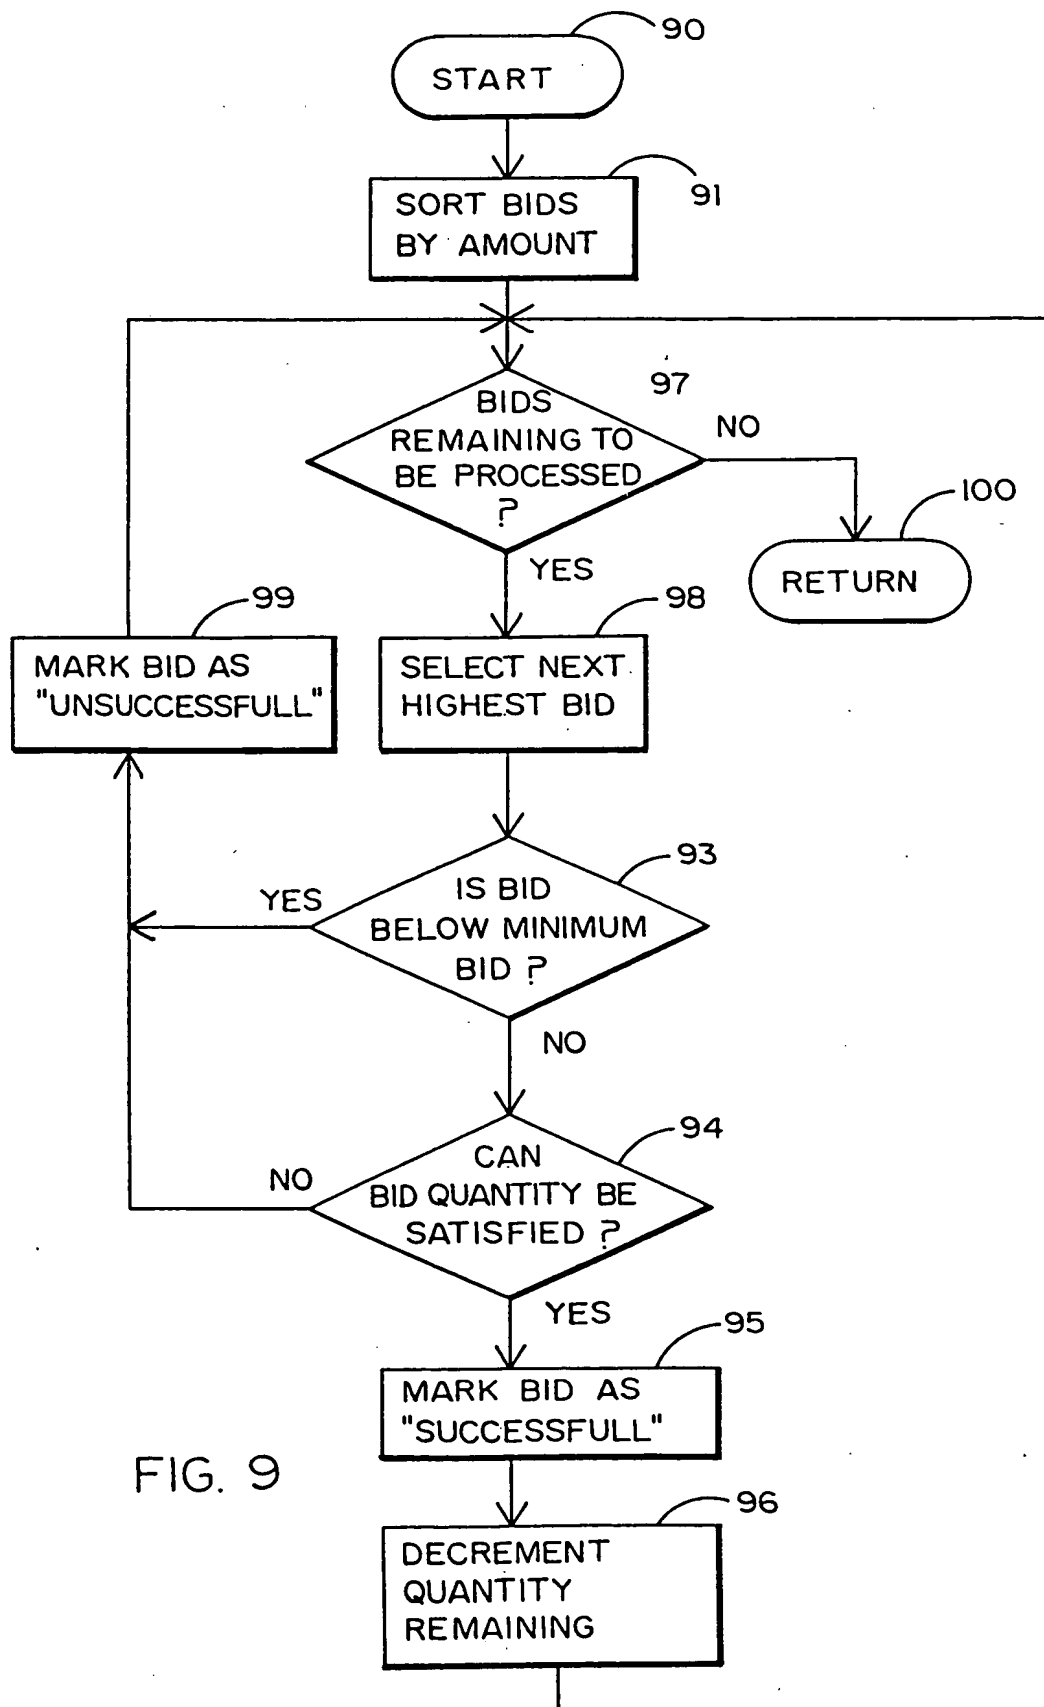 90
START
91
SORT BIDS
BY AMOUNT
97
BIDS
REMAINING TO
BE PROCESSED
?
NO
100
RETURN
YES
99
MARK BID AS
"UNSUCCESSFULL"
98
SELECT NEXT
HIGHEST BID
93
IS BID
BELOW MINIMUM
BID ?
YES
NO
94
CAN
BID QUANTITY BE
SATISFIED ?
NO
YES
95
MARK BID AS
"SUCCESSFULL"
FIG. 9
96
DECREMENT
QUANTITY
REMAINING